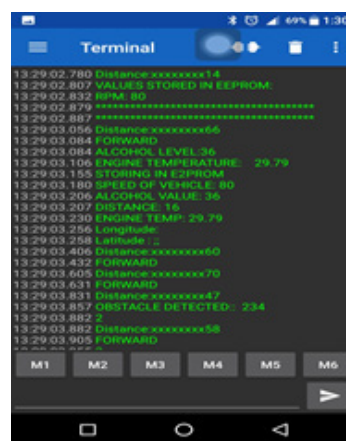 69% 1:30
Terminal
13:29:02.780 Distance:xxxxxxxx14
13:29:02.807 VALUES STORED IN EEPROM:
13:29:02.832 RPM: 80
13:29:02.879 ****************************************
13:29:02.887 ****************************************
13:29:03.056 Distance:xxxxxxxx66
13:29:03.084 FORWARD
13:29:03.084 ALCOHOL LEVEL:36
13:29:03.106 ENGINE TEMPERATURE: 29.79
13:29:03.155 STORING IN E2PROM
13:29:03.180 SPEED OF VEHICLE: 80
13:29:03.206 ALCOHOL VALUE: 36
13:29:03.207 DISTANCE: 16
13:29:03.230 ENGINE TEMP: 29.79
13:29:03.256 Longitude:
13:29:03.258 Latitude : ;;
13:29:03.406 Distance:xxxxxxxx60
13:29:03.432 FORWARD
13:29:03.605 Distance:xxxxxxxx70
13:29:03.631 FORWARD
13:29:03.831 Distance:xxxxxxxx47
13:29:03.857 OBSTACLE DETECTED:: 234
13:29:03.882 2
13:29:03.882 Distance:xxxxxxxx58
13:29:03.905 FORWARD
M1 M2 M3 M4 M5 M6